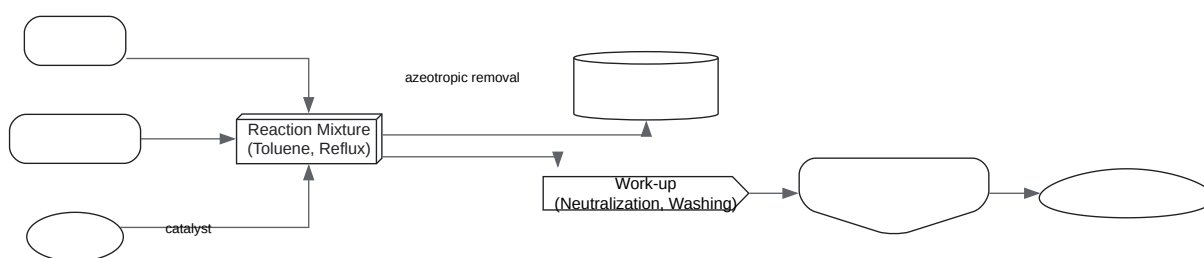 azeotropic removal
Reaction Mixture
(Toluene, Reflux)
Work-up
(Neutralization, Washing)
catalyst